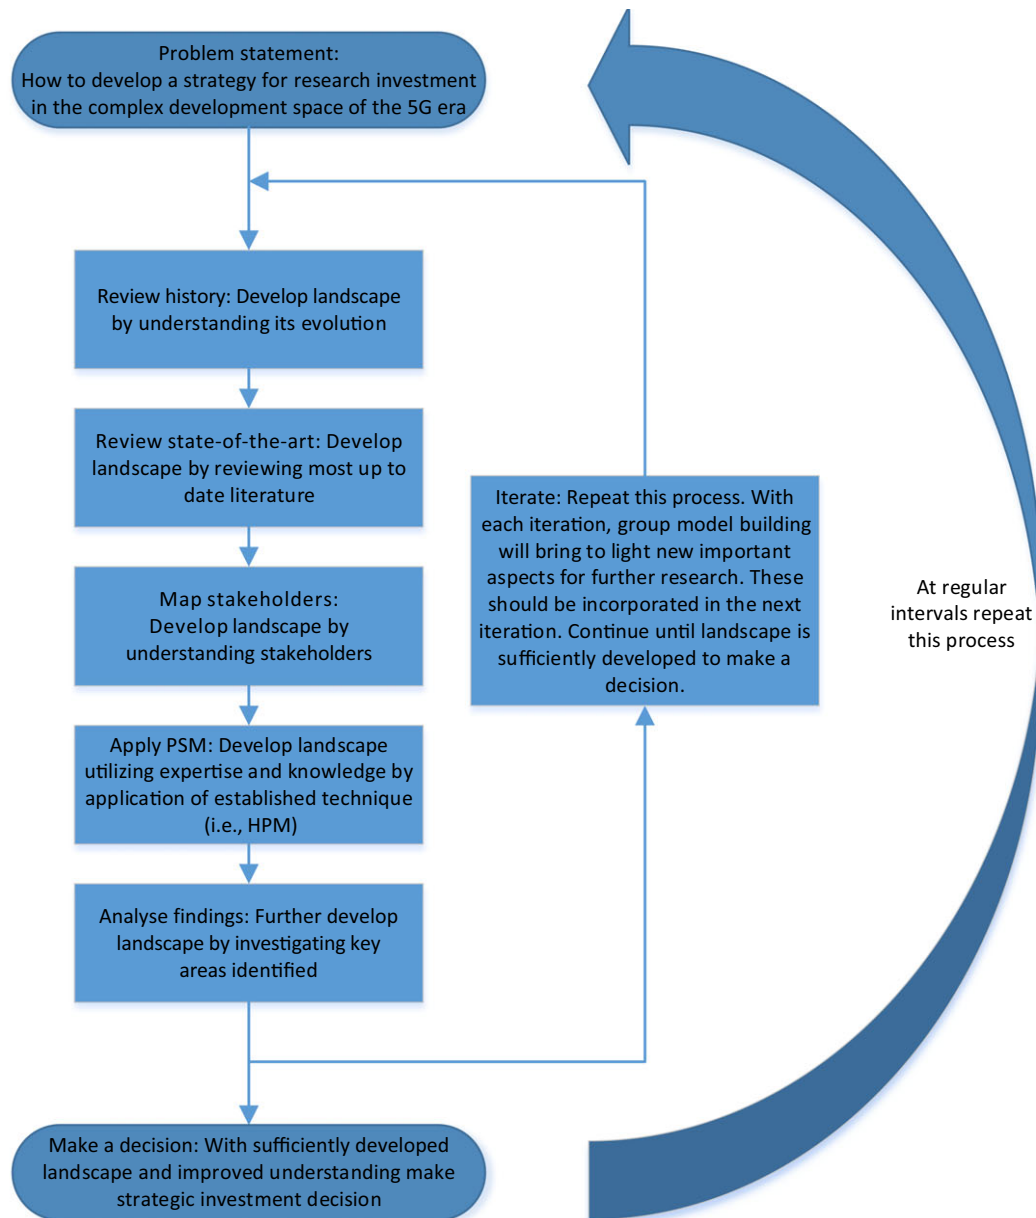 Problem statement:
How to develop a strategy for research investment
in the complex development space of the 5G era
Review history: Develop landscape
by understanding its evolution
Review state-of-the-art: Develop
landscape by reviewing most up to
date literature
Map stakeholders:
Develop landscape by
understanding stakeholders
Apply PSM: Develop landscape
utilizing expertise and knowledge by
application of established technique
(i.e., HPM)
Analyse findings: Further develop
landscape by investigating key
areas identified
Make a decision: With sufficiently developed
landscape and improved understanding make
strategic investment decision
Iterate: Repeat this process. With
each iteration, group model building
will bring to light new important
aspects for further research. These
should be incorporated in the next
iteration. Continue until landscape is
sufficiently developed to make a
decision.
At regular
intervals repeat
this process